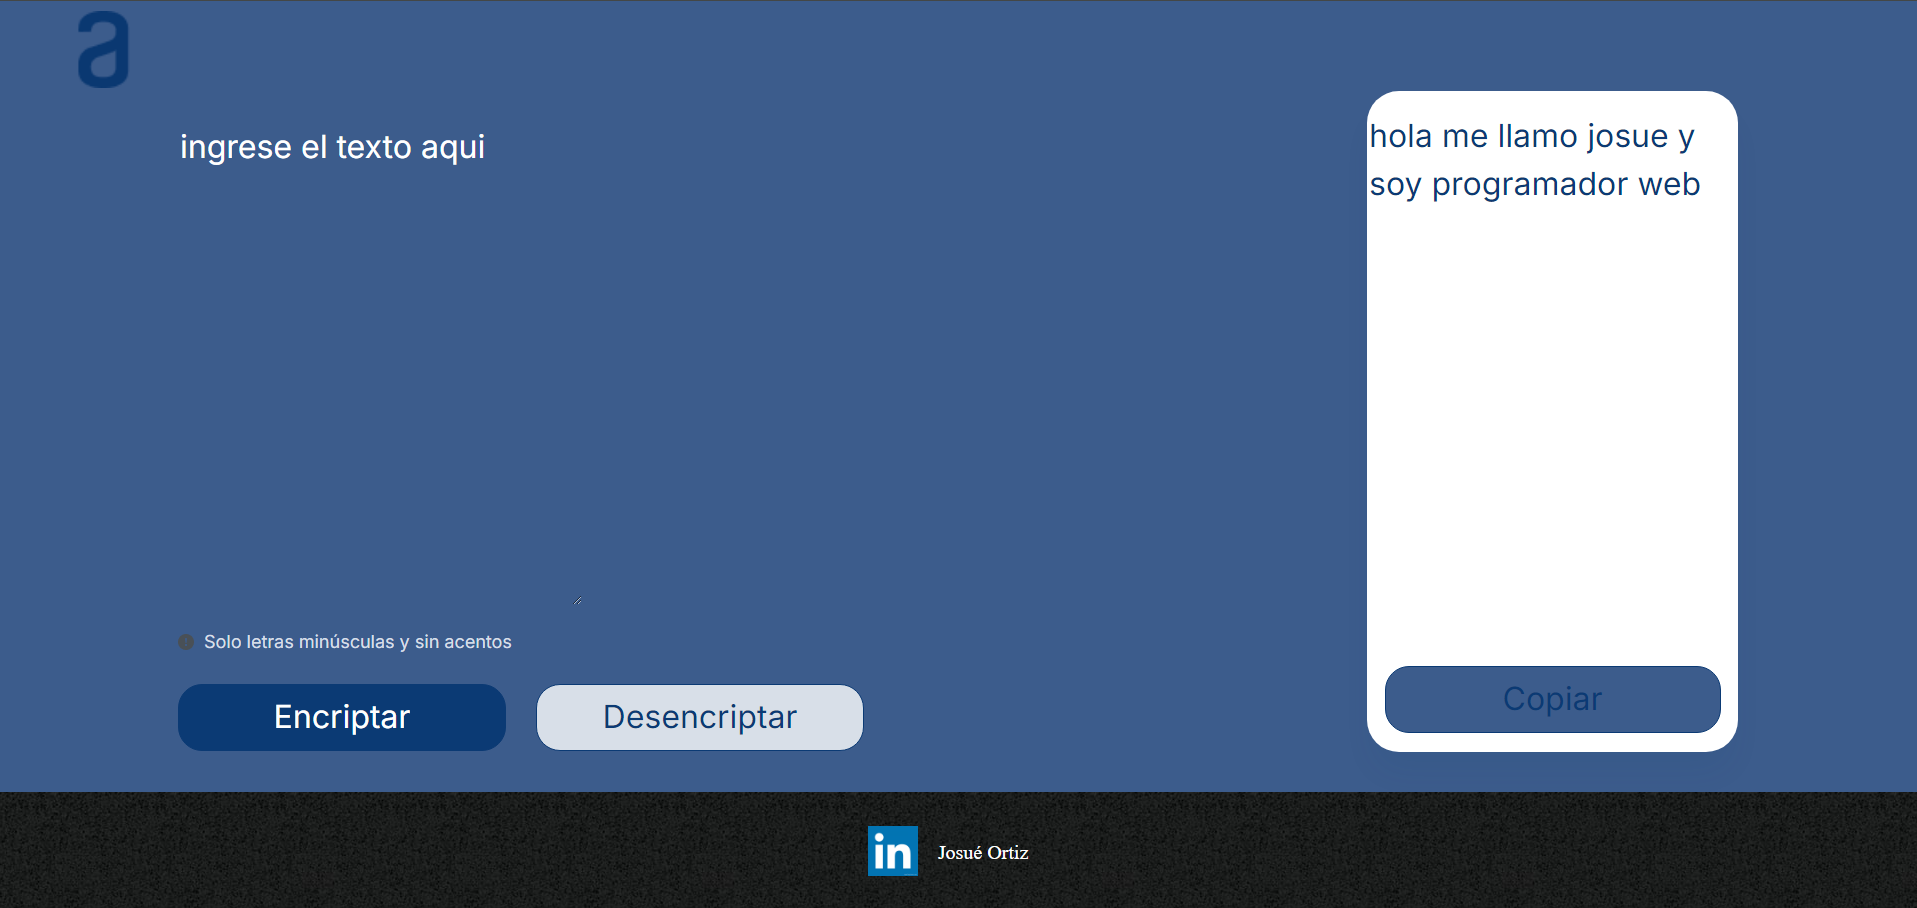 a
ingrese el texto aqui
hola me llamo josue y
soy programador web
Solo letras minúsculas y sin acentos
Encriptar
Desencriptar
Copiar
in
Josué Ortiz